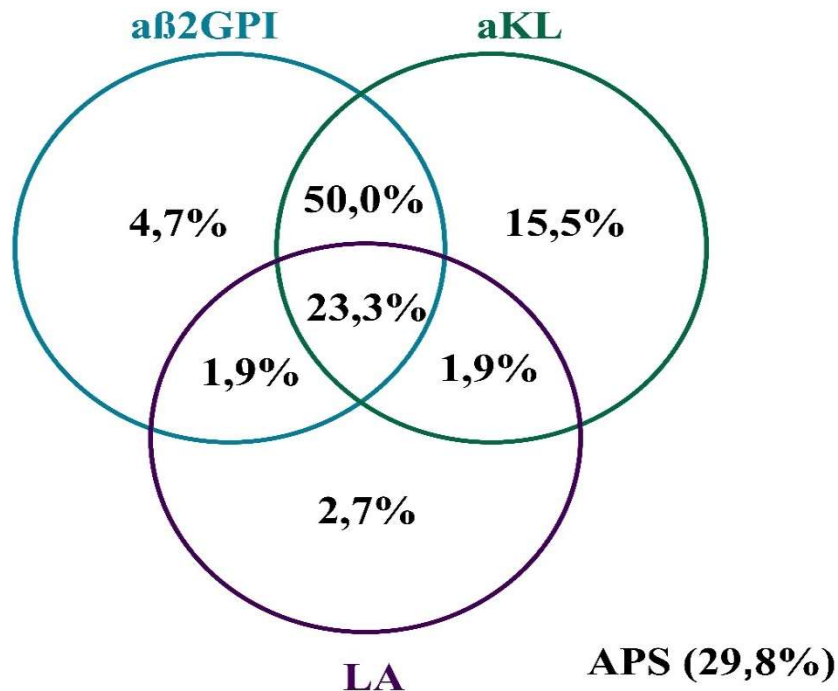 aß2GPI aKL
50,0%
4,7% 15,5%
23,3%
1,9% 1,9%
2,7%
APS (29,8%)
LA